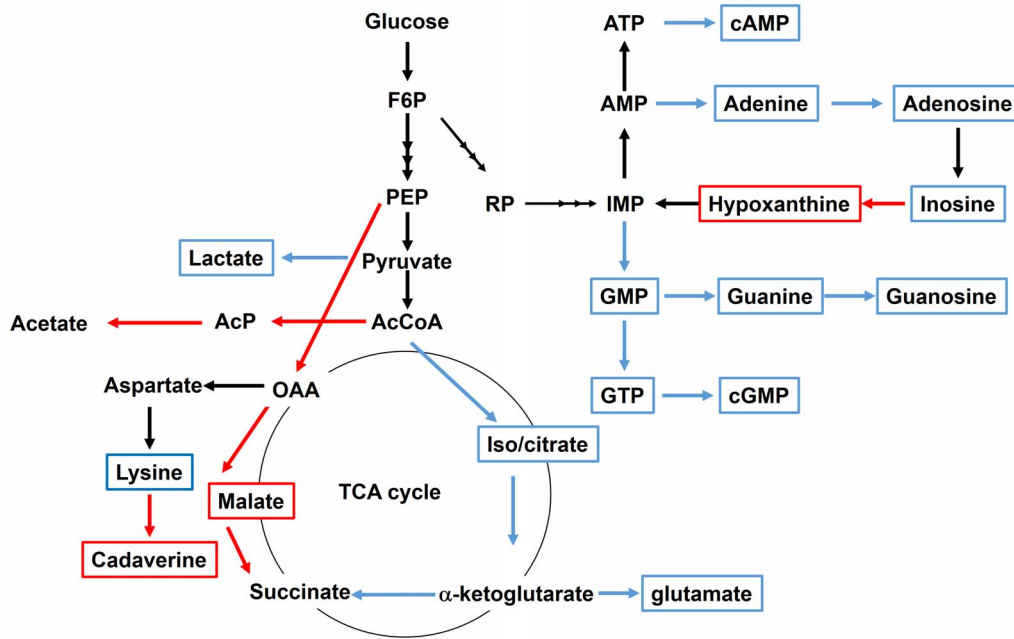 Glucose
ATP
cAMP
F6P
AMP
Adenine
Adenosine
PEP
RP
IMP
Hypoxanthine
Inosine
Lactate
Pyruvate
GMP
Guanine
Guanosine
Acetate
AcP
AcCoA
Aspartate
OAA
GTP
cGMP
Iso/citrate
Lysine
TCA cycle
Malate
Cadaverine
Succinate
α-ketoglutarate
glutamate